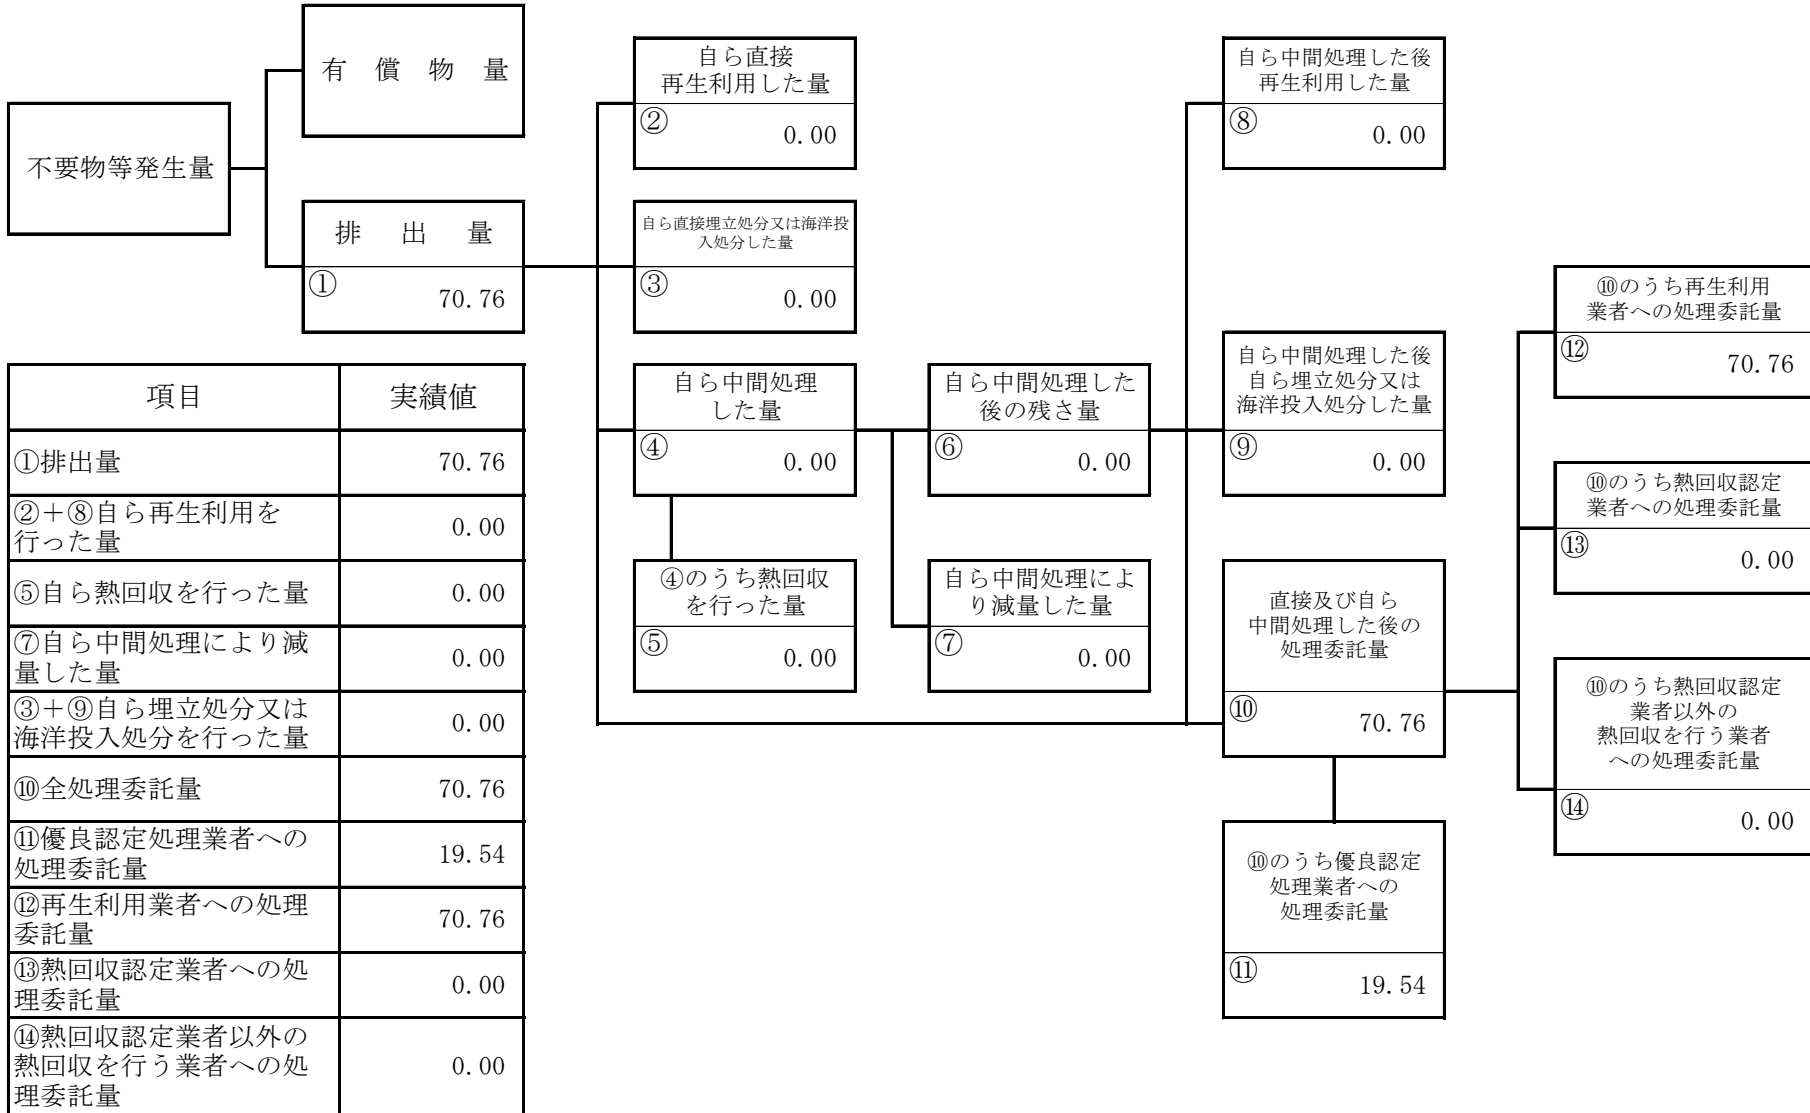 有償物量
不要物等発生量
排出量
①
70.76
自ら直接
再生利用した量
②
0.00
自ら直接埋立処分又は海洋投
入処分した量
③
0.00
自ら中間処理
した量
④
0.00
④のうち熱回収
を行った量
⑤
0.00
自ら中間処理した
後の残さ量
⑥
0.00
自ら中間処理によ
り減量した量
⑦
0.00
自ら中間処理した後
再生利用した量
⑧
0.00
自ら中間処理した後
自ら埋立処分又は
海洋投入処分した量
⑨
0.00
直接及び自ら
中間処理した後の
処理委託量
⑩
70.76
⑩のうち優良認定
処理業者への
処理委託量
⑪
19.54
⑩のうち再生利用
業者への処理委託量
⑫
70.76
⑩のうち熱回収認定
業者への処理委託量
⑬
0.00
⑩のうち熱回収認定
業者以外の
熱回収を行う業者
への処理委託量
⑭
0.00
項目 実績値
①排出量 70.76
②＋⑧自ら再生利用を
行った量 0.00
⑤自ら熱回収を行った量 0.00
⑦自ら中間処理により減
量した量 0.00
③＋⑨自ら埋立処分又は
海洋投入処分を行った量 0.00
⑩全処理委託量 70.76
⑪優良認定処理業者への
処理委託量 19.54
⑫再生利用業者への処理
委託量 70.76
⑬熱回収認定業者への処
理委託量 0.00
⑭熱回収認定業者以外の
熱回収を行う業者への処
理委託量 0.00